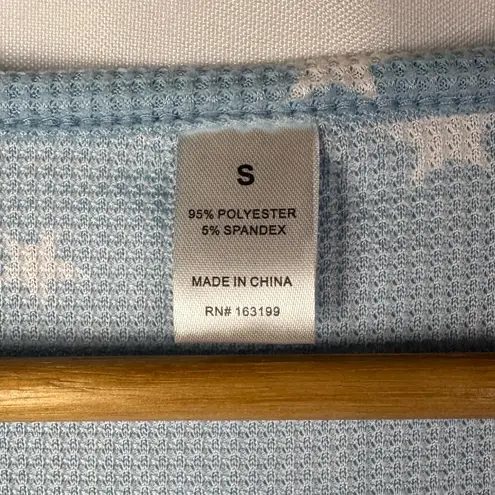 S
95% POLYESTER
5% SPANDEX
MADE IN CHINA
RN# 163199